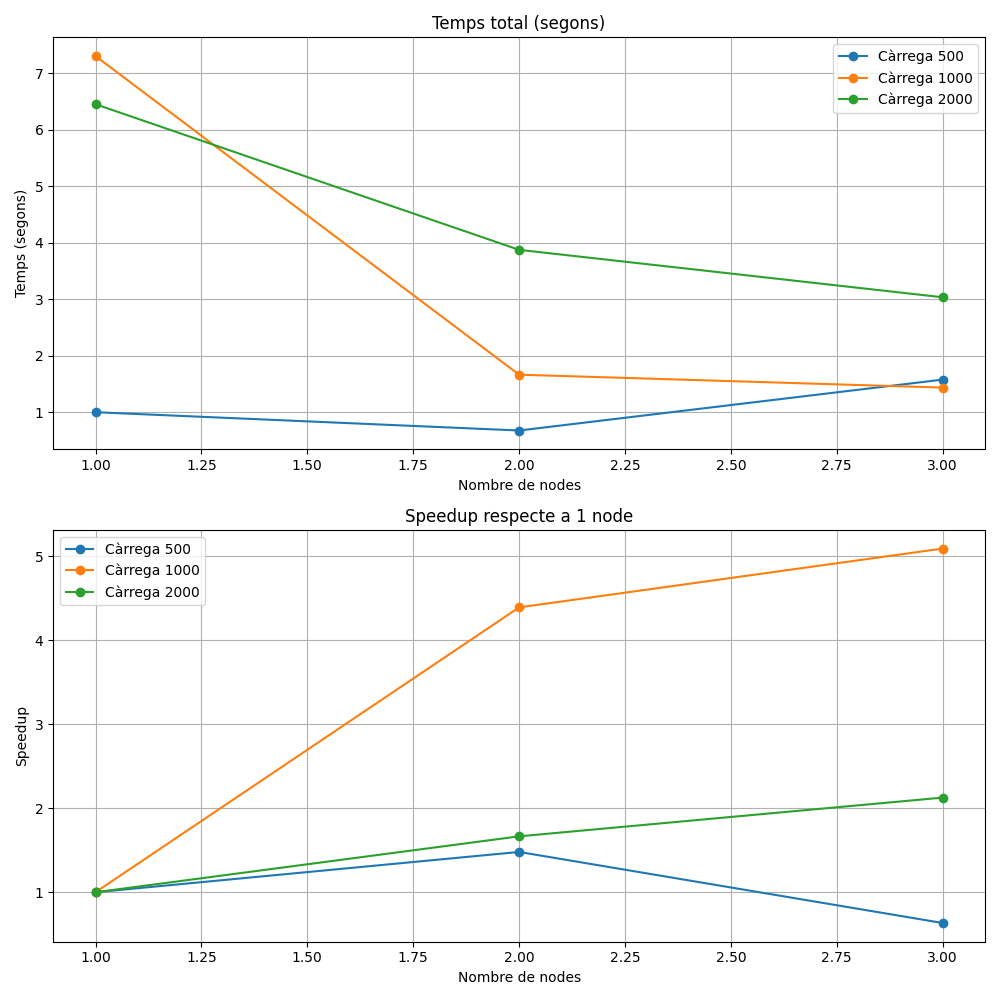 Temps total (segons)
Càrrega 500
Càrrega 1000
Càrrega 2000
Temps (segons)
7
6
5
4
3
2
1
1.00 1.25 1.50 1.75 2.00 2.25 2.50 2.75 3.00
Nombre de nodes
Speedup respecte a 1 node
Càrrega 500
Càrrega 1000
Càrrega 2000
Speedup
5
4
3
2
1
1.00 1.25 1.50 1.75 2.00 2.25 2.50 2.75 3.00
Nombre de nodes